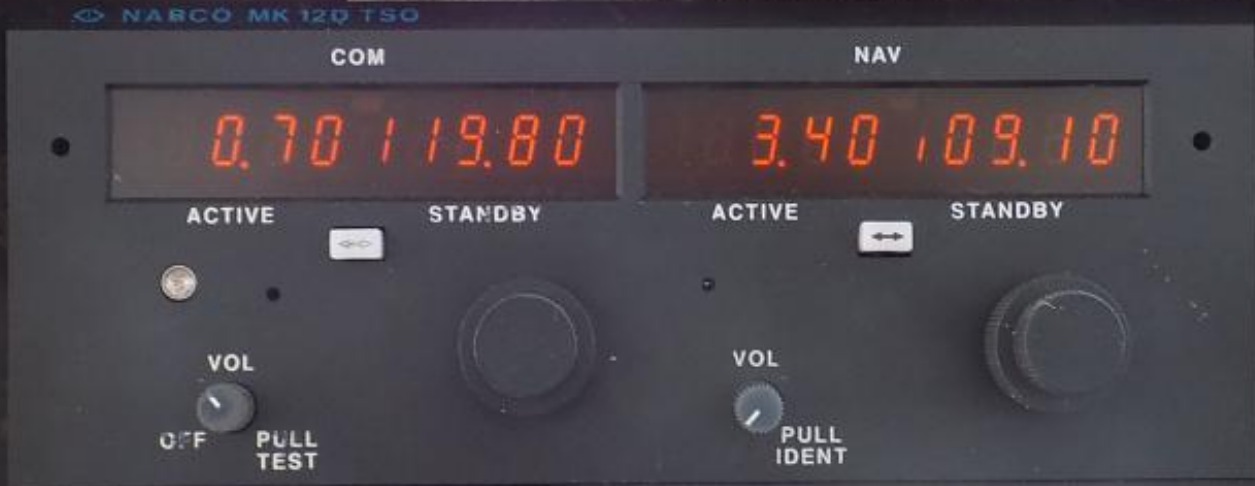 NARCO MK 12D TSO
COM
NAV
0.70 119.80
3.40 109.10
ACTIVE
STANDBY
ACTIVE
STANDBY
VOL
OFF
PULL
TEST
VOL
PULL
IDENT